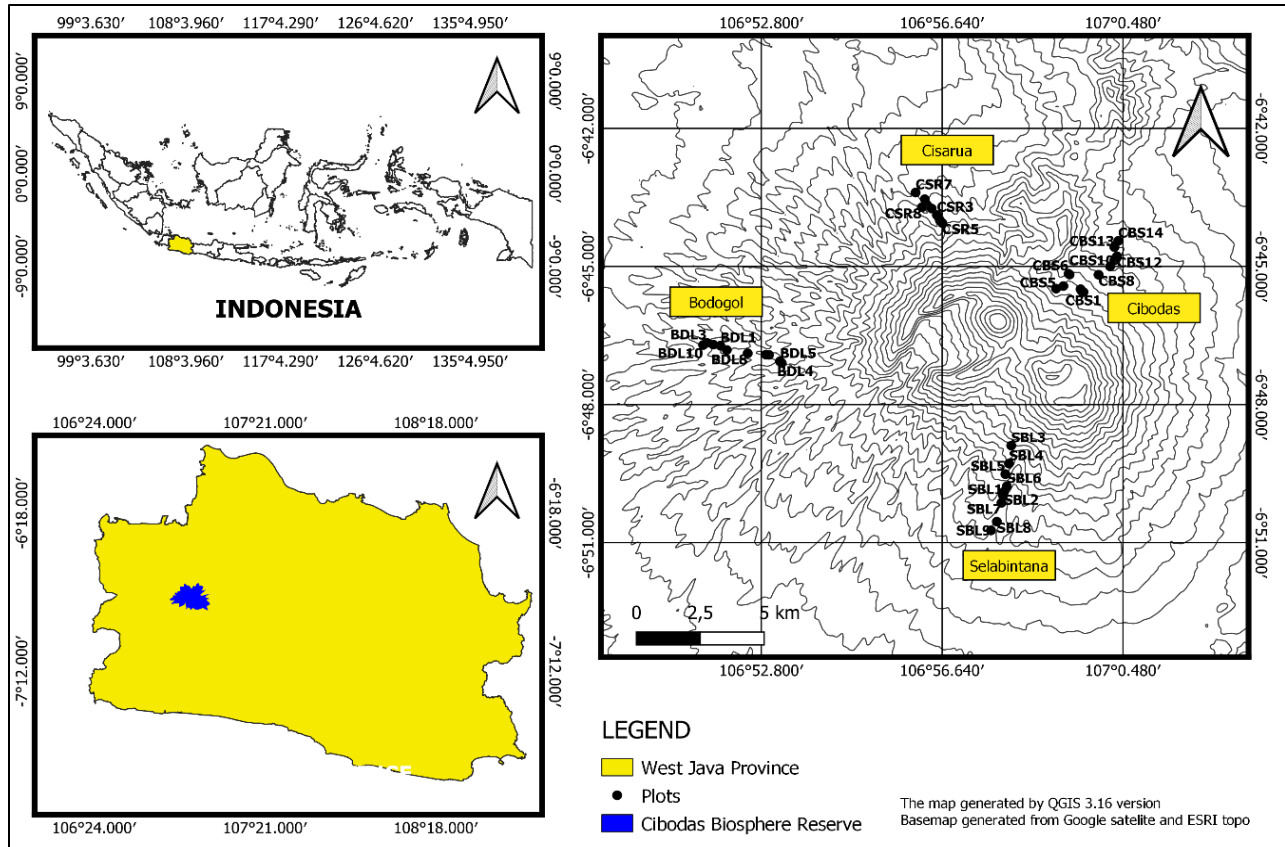 99°3.630′ 108°3.960′ 117°4.290′ 126°4.620′ 135°4.950′
9°0.000′
0°0.000′
-9°0.000′
9°0.000′
0°0.000′
-9°0.000′
INDONESIA
99°3.630′ 108°3.960′ 117°4.290′ 126°4.620′ 135°4.950′
106°24.000′ 107°21.000′ 108°18.000′
-6°18.000′
-7°12.000′
-6°18.000′
-7°12.000′
106°24.000′ 107°21.000′ 108°18.000′
106°52.800′ 106°56.640′ 107°0.480′
-6°42.000′
-6°45.000′
-6°48.000′
-6°51.000′
Cisarua
CSR7
CSR8 CSR3
CSR5
CBS14
CBS13
CBS10 CBS12
CBS6
CBS8
CBS5
CBS1
Cibodas
Bodogol
BDL3 BDL1
BDL10
BDL5
BDL4
SBL3
SBL4
SBL5
SBL6
SBL1
SBL2
SBL7
SBL8
SBL9
Selabintana
-6°42.000′
-6°45.000′
-6°48.000′
-6°51.000′
0 2,5 5 km
106°52.800′ 106°56.640′ 107°0.480′
LEGEND
West Java Province
Plots
Cibodas Biosphere Reserve
The map generated by QGIS 3.16 version
Basemap generated from Google satelite and ESRI topo